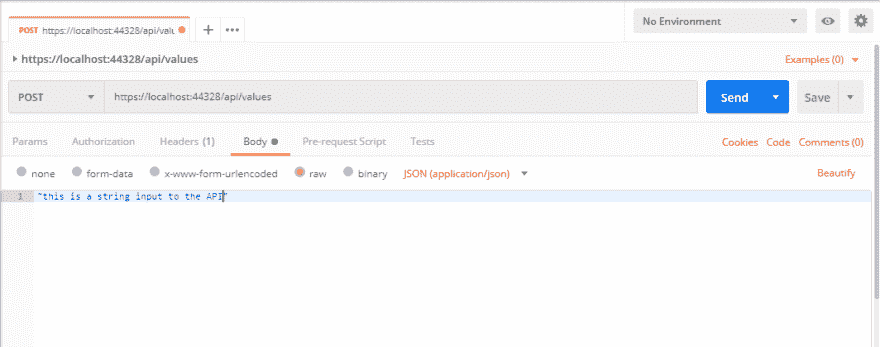 POST https://localhost:44328/api/valu
+ ••• No Environment
https://localhost:44328/api/values Examples (0)
POST https://localhost:44328/api/values Send Save
Params Authorization Headers (1) Body Pre-request Script Tests Cookies Code Comments (0)
none form-data x-www-form-urlencoded raw binary JSON (application/json) Beautify
1 "this is a string input to the API"